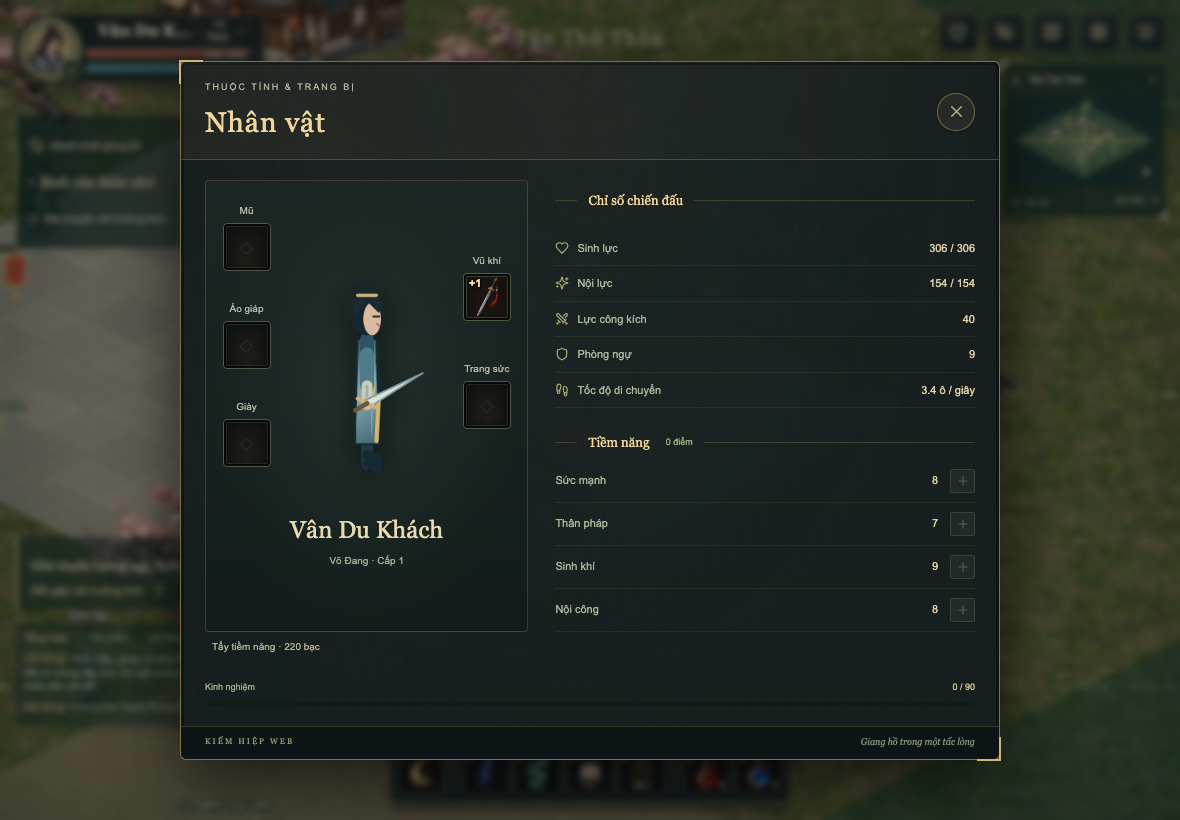 THUỘC TÍNH & TRANG BỊ
Nhân vật
Mũ
Áo giáp
Giày
Vũ khí
+1
Trang sức
Vân Du Khách
Võ Đang · Cấp 1
Tẩy tiềm năng · 220 bạc
Chỉ số chiến đấu
Sinh lực 306 / 306
Nội lực 154 / 154
Lực công kích 40
Phòng ngự 9
Tốc độ di chuyển 3.4 ô / giây
Tiềm năng 0 điểm
Sức mạnh 8
Thân pháp 7
Sinh khí 9
Nội công 8
Kinh nghiệm 0 / 90
KIẾM HIỆP WEB
Giang hồ trong một tấc lòng